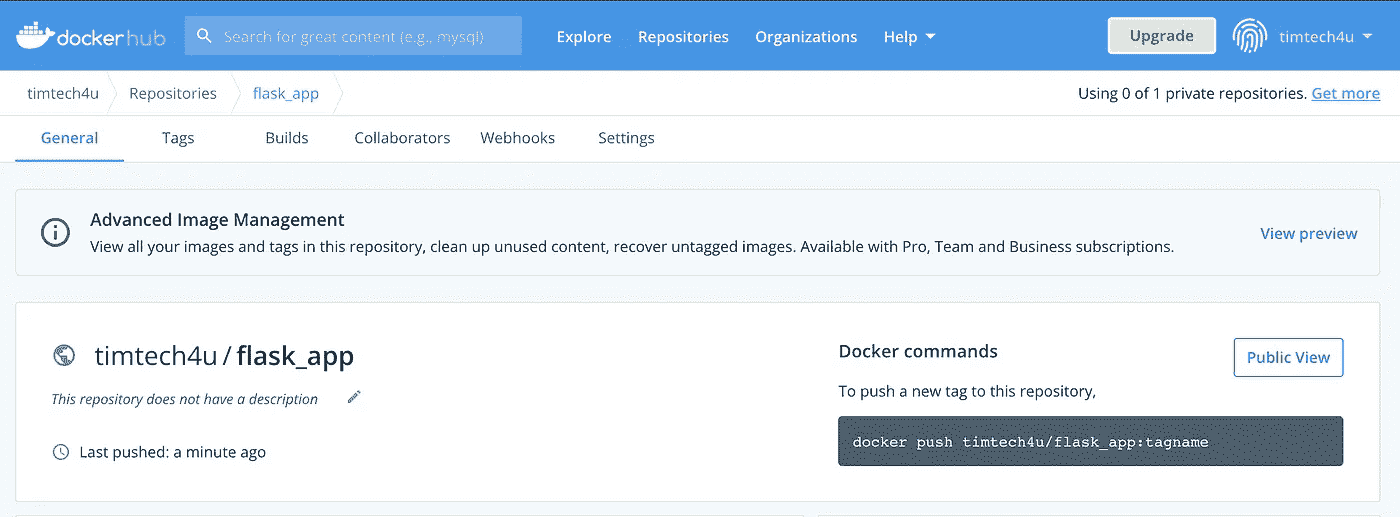 dockerhub Search for great content (e.g., mysql) Explore Repositories Organizations Help Upgrade timtech4u
timtech4u Repositories flask_app Using 0 of 1 private repositories. Get more
General Tags Builds Collaborators Webhooks Settings
Advanced Image Management
View all your images and tags in this repository, clean up unused content, recover untagged images. Available with Pro, Team and Business subscriptions.
View preview
timtech4u / flask_app
This repository does not have a description
Last pushed: a minute ago
Docker commands
Public View
To push a new tag to this repository,
docker push timtech4u/flask_app:tagname